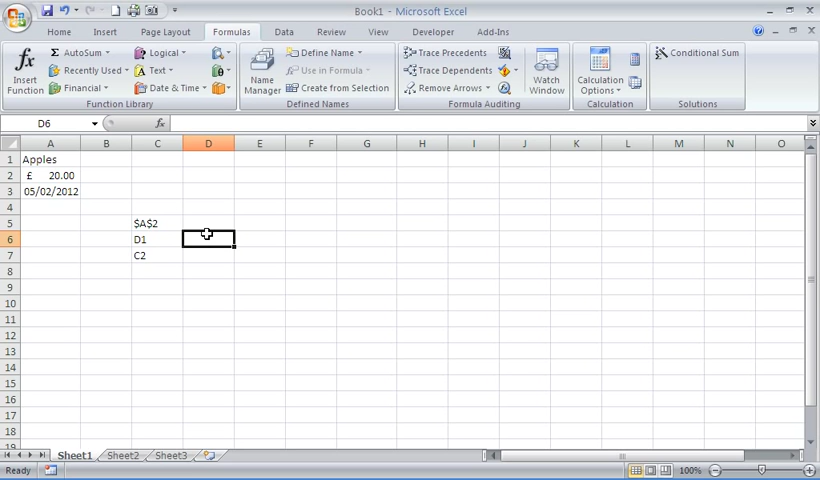 Book1 - Microsoft Excel
Home Insert Page Layout Formulas Data Review View Developer Add-Ins
fx Insert Function
Σ AutoSum
Recently Used
Financial
Logical
Text
Date & Time
Function Library
Name Manager
Define Name
Use in Formula
Create from Selection
Defined Names
Trace Precedents
Trace Dependents
Remove Arrows
Formula Auditing
Watch Window
Calculation Options
Calculation
Conditional Sum
Solutions
D6 fx
A B C D E F G H I J K L M N O
1 Apples
2 £ 20.00
3 05/02/2012
4
5 $A$2
6 D1
7 C2
8
9
10
11
12
13
14
15
16
17
18
19
Sheet1 Sheet2 Sheet3
Ready 100%